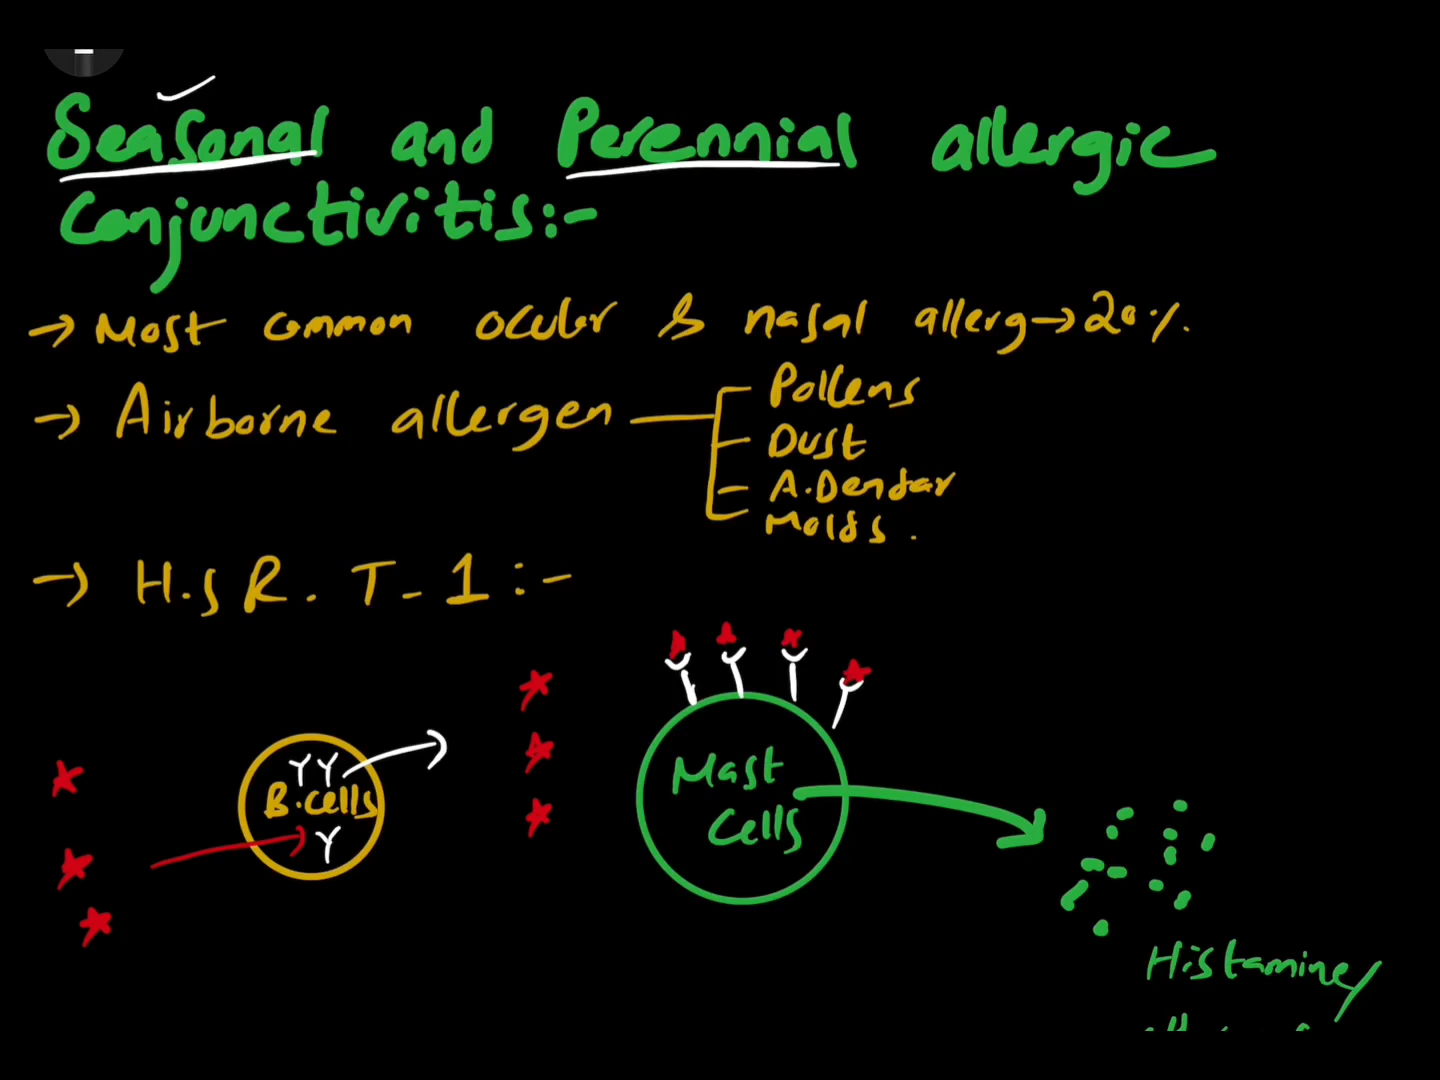 Seasonal and Perennial allergic
Conjunctivitis:-
→ Most common ocular & nasal allerg→20%.
→ Airborne allergen
Pollens
Dust
A.Dendar
Molds.
→ H.S R. T-1:-
Y Y
B.cells
Y
Mast
Cells
Histamine/